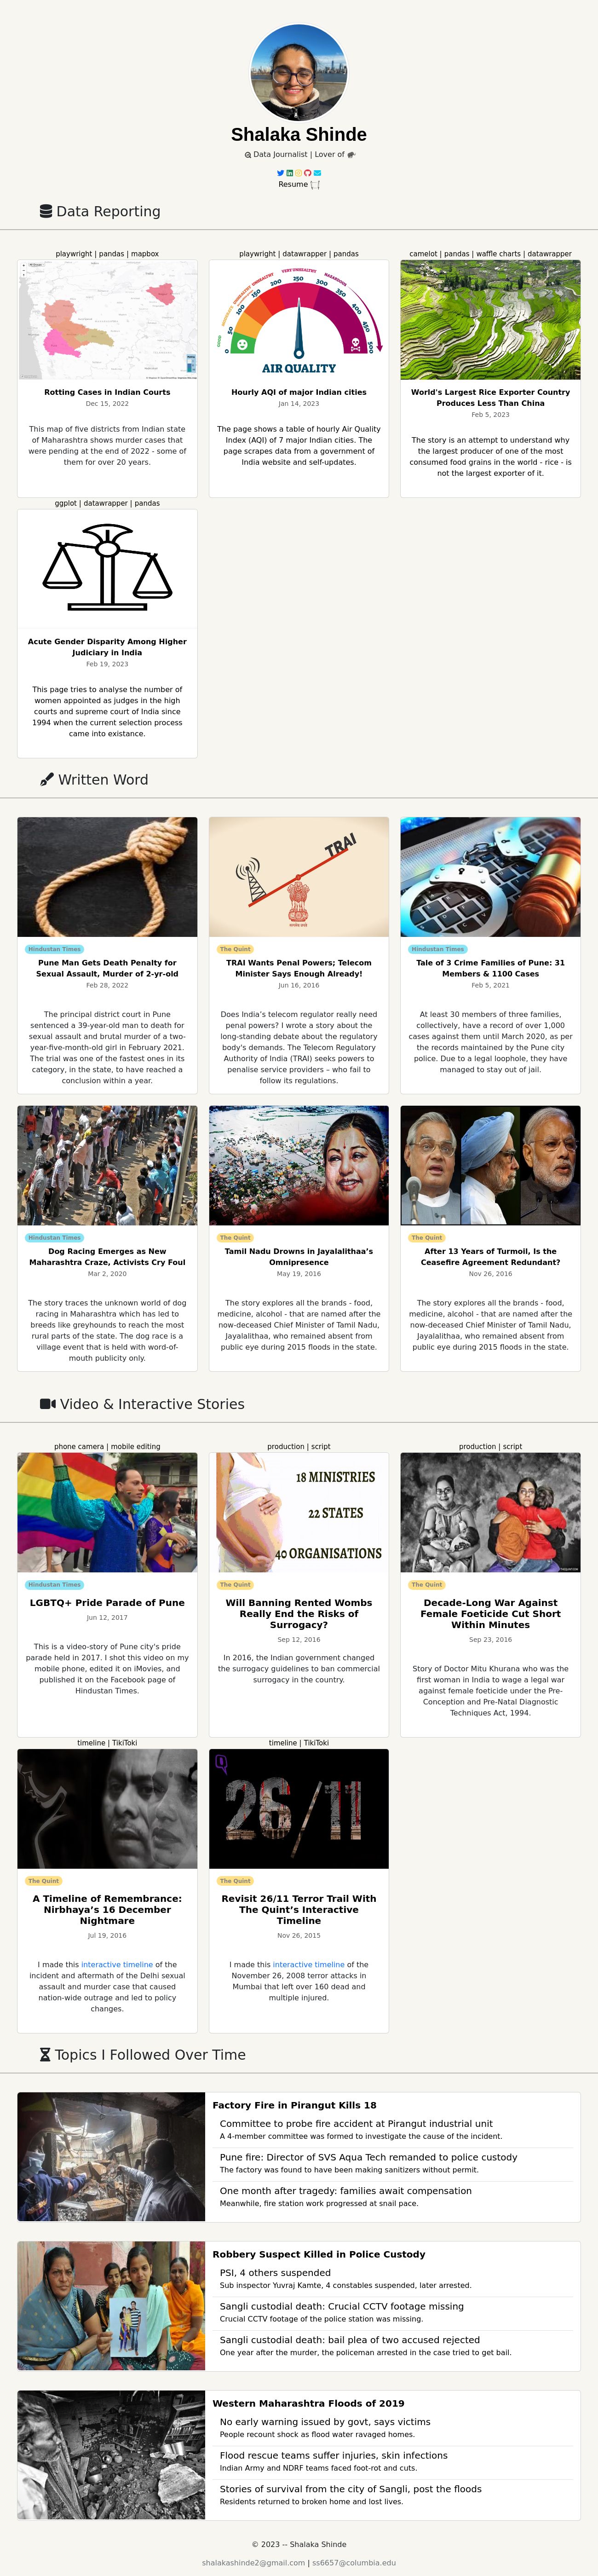 Shalaka Shinde
Data Journalist | Lover of
Resume
Data Reporting
playwright | pandas | mapbox
Rotting Cases in Indian Courts
Dec 15, 2022
This map of five districts from Indian state
of Maharashtra shows murder cases that
were pending at the end of 2022 - some of
them for over 20 years.
playwright | datawrapper | pandas
GOOD
UNHEALTHY
VERY UNHEALTHY
HAZARDOUS
0
50
100
150
200
250
300
350
400
450
500
AIR QUALITY
Hourly AQI of major Indian cities
Jan 14, 2023
The page shows a table of hourly Air Quality
Index (AQI) of 7 major Indian cities. The
page scrapes data from a government of
India website and self-updates.
camelot | pandas | waffle charts | datawrapper
World's Largest Rice Exporter Country
Produces Less Than China
Feb 5, 2023
The story is an attempt to understand why
the largest producer of one of the most
consumed food grains in the world - rice - is
not the largest exporter of it.
ggplot | datawrapper | pandas
Acute Gender Disparity Among Higher
Judiciary in India
Feb 19, 2023
This page tries to analyse the number of
women appointed as judges in the high
courts and supreme court of India since
1994 when the current selection process
came into existance.
Written Word
Hindustan Times
Pune Man Gets Death Penalty for
Sexual Assault, Murder of 2-yr-old
Feb 28, 2022
The principal district court in Pune
sentenced a 39-year-old man to death for
sexual assault and brutal murder of a two-
year-five-month-old girl in February 2021.
The trial was one of the fastest ones in its
category, in the state, to have reached a
conclusion within a year.
TRAI
The Quint
TRAI Wants Penal Powers; Telecom
Minister Says Enough Already!
Jun 16, 2016
Does India's telecom regulator really need
penal powers? I wrote a story about the
long-standing debate about the regulatory
body's demands. The Telecom Regulatory
Authority of India (TRAI) seeks powers to
penalise service providers – who fail to
follow its regulations.
Hindustan Times
Tale of 3 Crime Families of Pune: 31
Members & 1100 Cases
Feb 5, 2021
At least 30 members of three families,
collectively, have a record of over 1,000
cases against them until March 2020, as per
the records maintained by the Pune city
police. Due to a legal loophole, they have
managed to stay out of jail.
Hindustan Times
Dog Racing Emerges as New
Maharashtra Craze, Activists Cry Foul
Mar 2, 2020
The story traces the unknown world of dog
racing in Maharashtra which has led to
breeds like greyhounds to reach the most
rural parts of the state. The dog race is a
village event that is held with word-of-
mouth publicity only.
The Quint
Tamil Nadu Drowns in Jayalalithaa's
Omnipresence
May 19, 2016
The story explores all the brands - food,
medicine, alcohol - that are named after the
now-deceased Chief Minister of Tamil Nadu,
Jayalalithaa, who remained absent from
public eye during 2015 floods in the state.
The Quint
After 13 Years of Turmoil, Is the
Ceasefire Agreement Redundant?
Nov 26, 2016
The story explores all the brands - food,
medicine, alcohol - that are named after the
now-deceased Chief Minister of Tamil Nadu,
Jayalalithaa, who remained absent from
public eye during 2015 floods in the state.
Video & Interactive Stories
phone camera | mobile editing
Hindustan Times
LGBTQ+ Pride Parade of Pune
Jun 12, 2017
This is a video-story of Pune city's pride
parade held in 2017. I shot this video on my
mobile phone, edited it on iMovies, and
published it on the Facebook page of
Hindustan Times.
production | script
18 MINISTRIES
22 STATES
40 ORGANISATIONS
The Quint
Will Banning Rented Wombs
Really End the Risks of
Surrogacy?
Sep 12, 2016
In 2016, the Indian government changed
the surrogacy guidelines to ban commercial
surrogacy in the country.
production | script
The Quint
Decade-Long War Against
Female Foeticide Cut Short
Within Minutes
Sep 23, 2016
Story of Doctor Mitu Khurana who was the
first woman in India to wage a legal war
against female foeticide under the Pre-
Conception and Pre-Natal Diagnostic
Techniques Act, 1994.
timeline | TikiToki
The Quint
A Timeline of Remembrance:
Nirbhaya's 16 December
Nightmare
Jul 19, 2016
I made this interactive timeline of the
incident and aftermath of the Delhi sexual
assault and murder case that caused
nation-wide outrage and led to policy
changes.
timeline | TikiToki
26/11
The Quint
Revisit 26/11 Terror Trail With
The Quint's Interactive
Timeline
Nov 26, 2015
I made this interactive timeline of the
November 26, 2008 terror attacks in
Mumbai that left over 160 dead and
multiple injured.
Topics I Followed Over Time
Factory Fire in Pirangut Kills 18
Committee to probe fire accident at Pirangut industrial unit
A 4-member committee was formed to investigate the cause of the incident.
Pune fire: Director of SVS Aqua Tech remanded to police custody
The factory was found to have been making sanitizers without permit.
One month after tragedy: families await compensation
Meanwhile, fire station work progressed at snail pace.
Robbery Suspect Killed in Police Custody
PSI, 4 others suspended
Sub inspector Yuvraj Kamte, 4 constables suspended, later arrested.
Sangli custodial death: Crucial CCTV footage missing
Crucial CCTV footage of the police station was missing.
Sangli custodial death: bail plea of two accused rejected
One year after the murder, the policeman arrested in the case tried to get bail.
Western Maharashtra Floods of 2019
No early warning issued by govt, says victims
People recount shock as flood water ravaged homes.
Flood rescue teams suffer injuries, skin infections
Indian Army and NDRF teams faced foot-rot and cuts.
Stories of survival from the city of Sangli, post the floods
Residents returned to broken home and lost lives.
© 2023 -- Shalaka Shinde
shalakashinde2@gmail.com | ss6657@columbia.edu